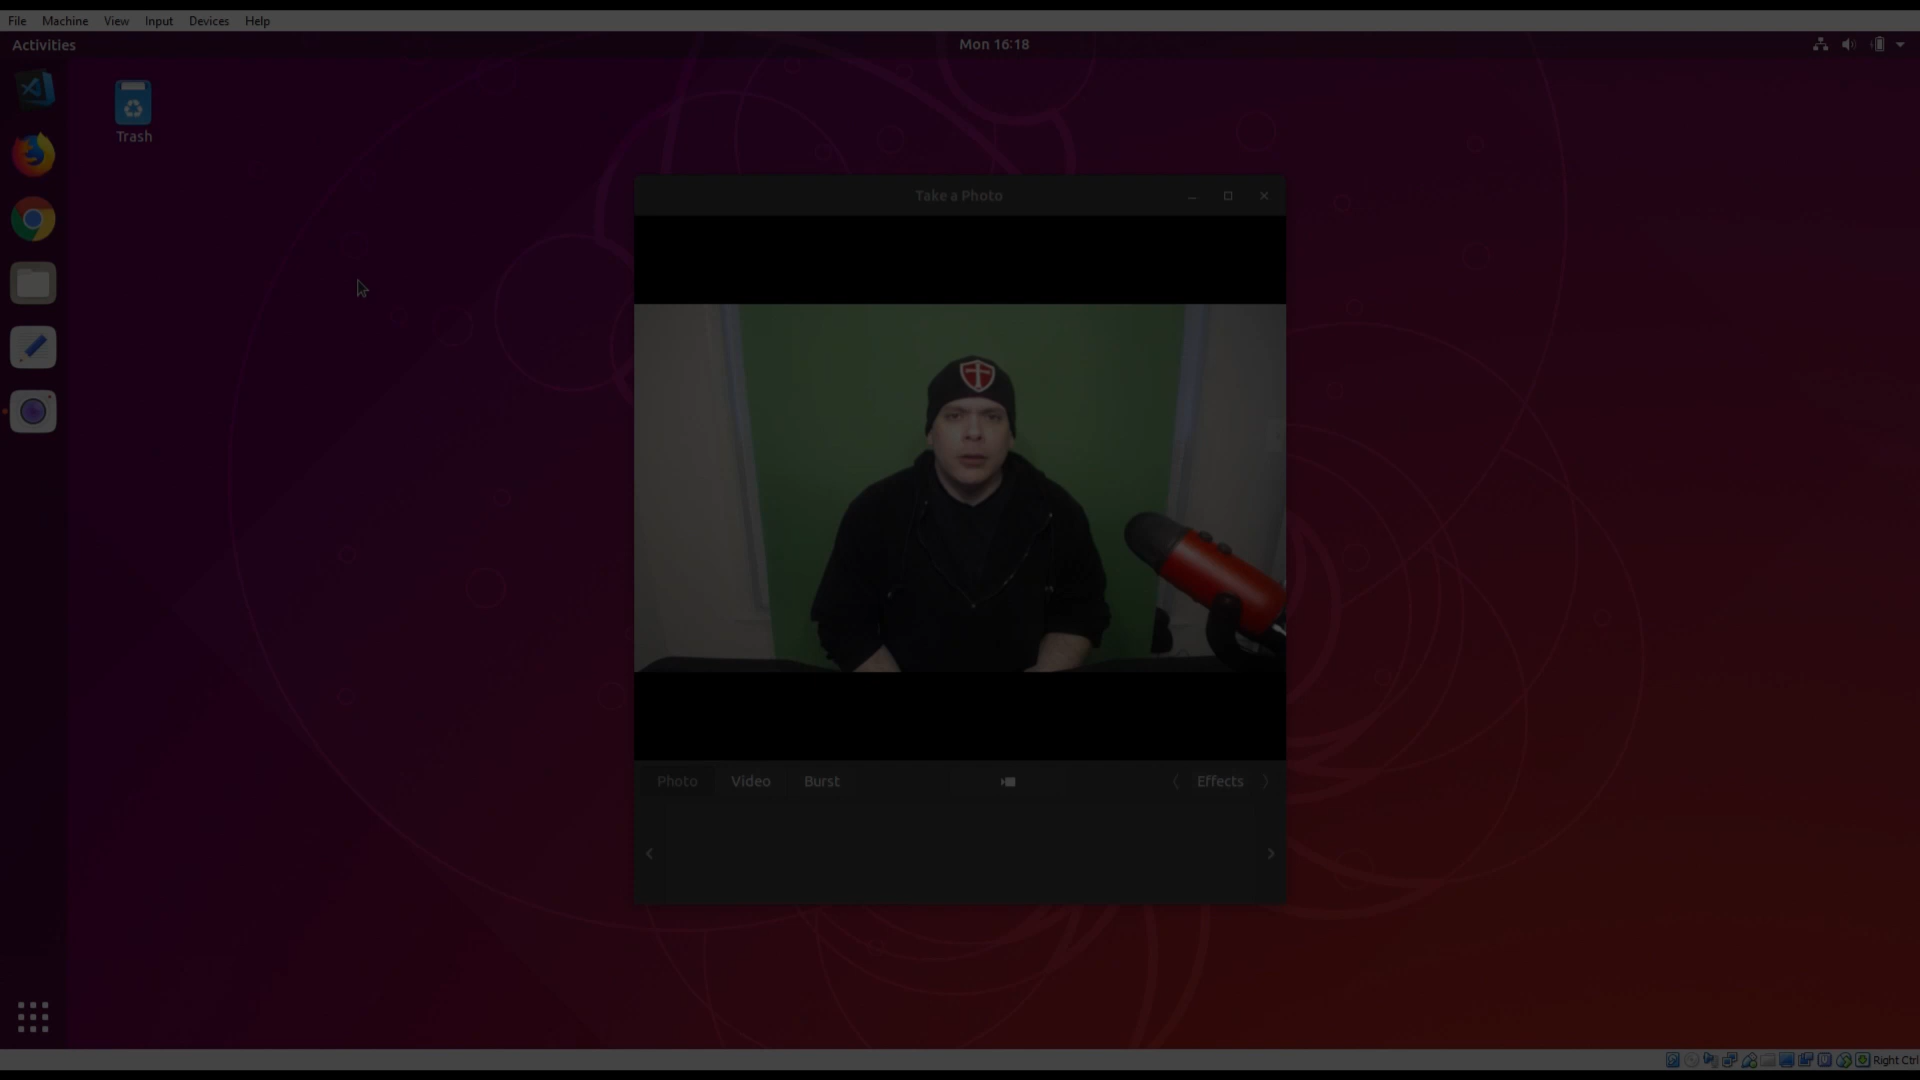 File Machine View Input Devices Help
Activities
Mon 16:18
Trash
Take a Photo
Photo Video Burst
Effects
Right Ctrl